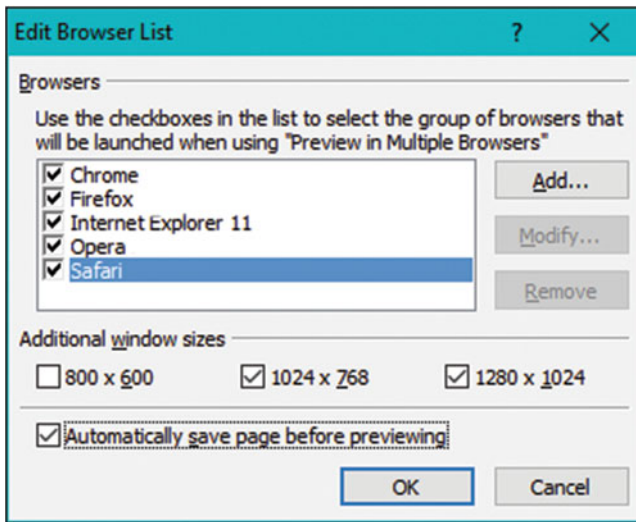 Edit Browser List ? ×
Browsers
Use the checkboxes in the list to select the group of browsers that
will be launched when using "Preview in Multiple Browsers"
Chrome
Firefox
Internet Explorer 11
Opera
Safari
Add...
Modify...
Remove
Additional window sizes
800 x 600 1024 x 768 1280 x 1024
Automatically save page before previewing
OK Cancel